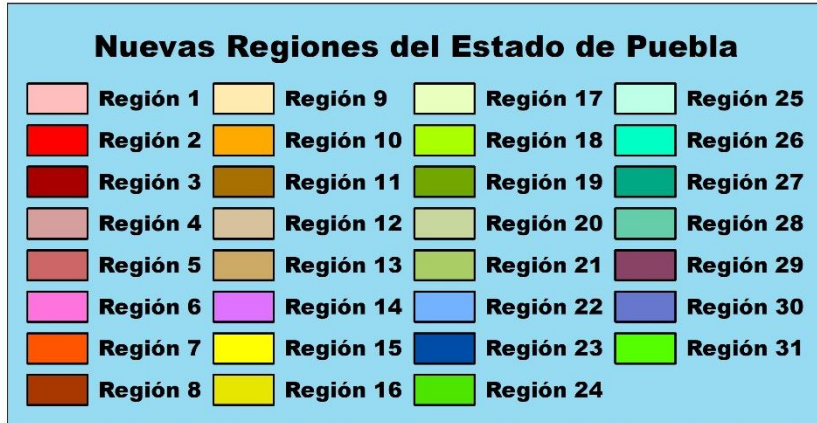 Nuevas Regiones del Estado de Puebla
Región 1
Región 2
Región 3
Región 4
Región 5
Región 6
Región 7
Región 8
Región 9
Región 10
Región 11
Región 12
Región 13
Región 14
Región 15
Región 16
Región 17
Región 18
Región 19
Región 20
Región 21
Región 22
Región 23
Región 24
Región 25
Región 26
Región 27
Región 28
Región 29
Región 30
Región 31